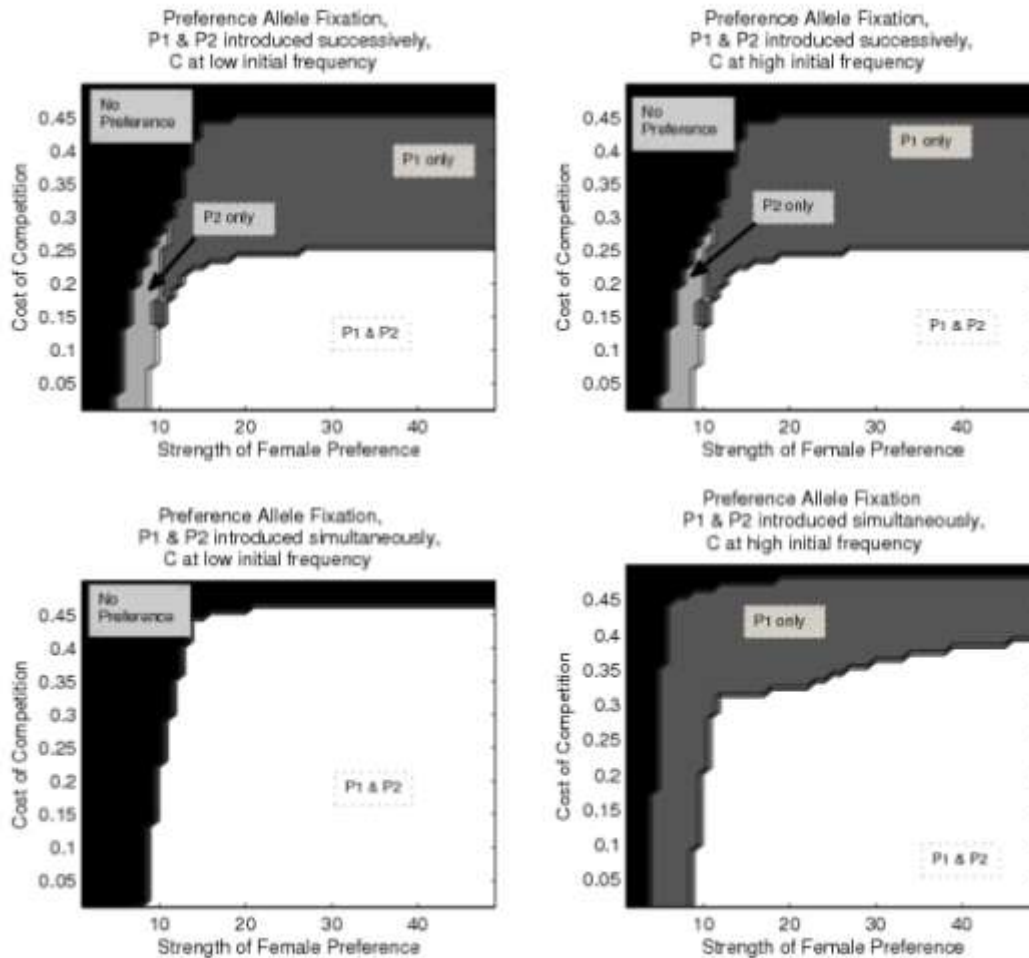 Preference Allele Fixation,
P1 & P2 introduced successively,
C at low initial frequency
No
Preference
P1 only
P2 only
P1 & P2
0.45
0.4
0.35
0.3
0.25
0.2
0.15
0.1
0.05
Cost of Competition
10
20
30
40
Strength of Female Preference
Preference Allele Fixation,
P1 & P2 introduced successively,
C at high initial frequency
No
Preference
P1 only
P2 only
P1 & P2
0.45
0.4
0.35
0.3
0.25
0.2
0.15
0.1
0.05
Cost of Competition
10
20
30
40
Strength of Female Preference
Preference Allele Fixation,
P1 & P2 introduced simultaneously,
C at low initial frequency
No
Preference
P1 & P2
0.45
0.4
0.35
0.3
0.25
0.2
0.15
0.1
0.05
Cost of Competition
10
20
30
40
Strength of Female Preference
Preference Allele Fixation
P1 & P2 introduced simultaneously,
C at high initial frequency
P1 only
P1 & P2
0.45
0.4
0.35
0.3
0.25
0.2
0.15
0.1
0.05
Cost of Competition
10
20
30
40
Strength of Female Preference